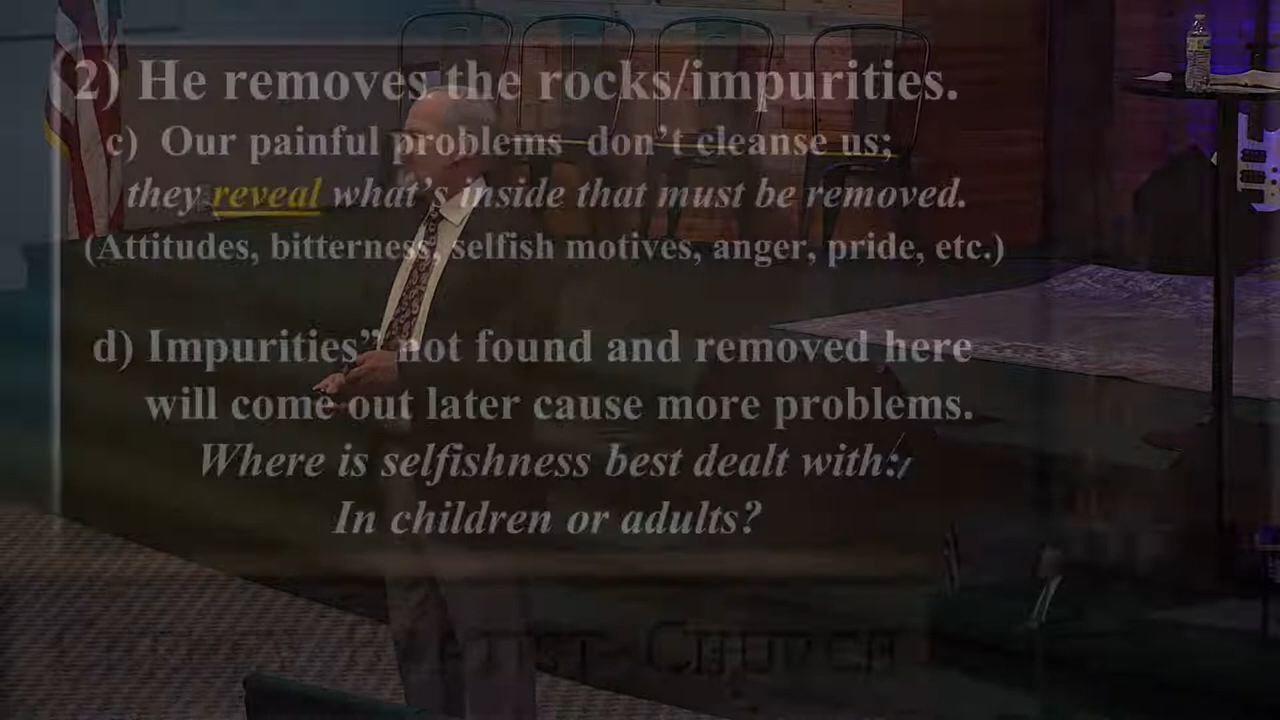 2) He removes the rocks/impurities.
c) Our painful problems don't cleanse us;
they reveal what's inside that must be removed.
(Attitudes, bitterness, selfish motives, anger, pride, etc.)
d) Impurities” not found and removed here
will come out later cause more problems.
Where is selfishness best dealt with:
In children or adults?
Church